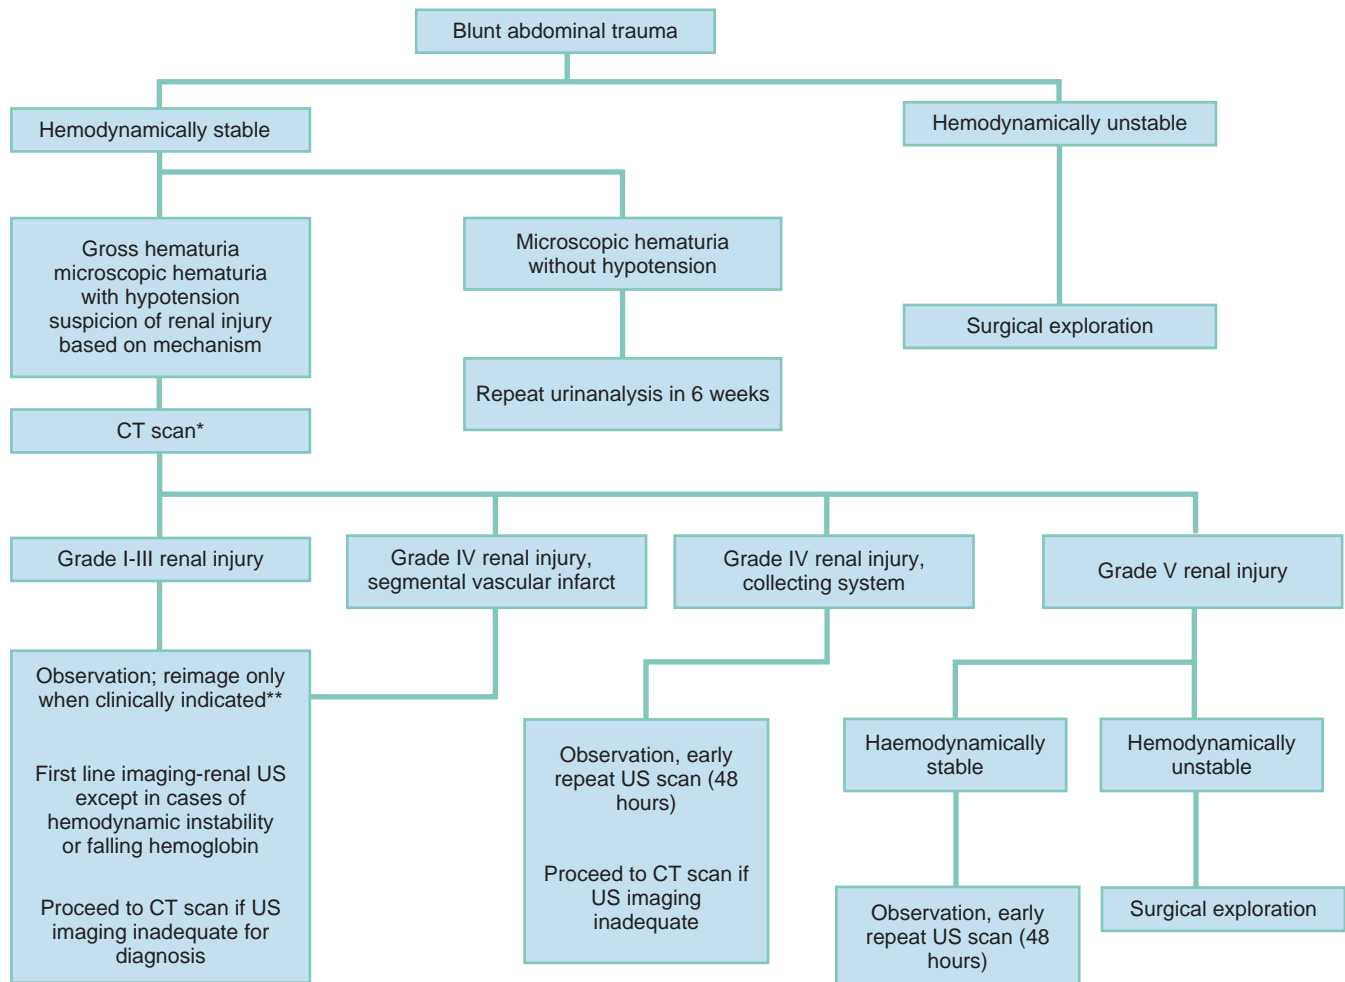 Blunt abdominal trauma
Hemodynamically stable
Hemodynamically unstable
Gross hematuria
microscopic hematuria
with hypotension
suspicion of renal injury
based on mechanism
Microscopic hematuria
without hypotension
Surgical exploration
Repeat urinanalysis in 6 weeks
CT scan*
Grade I-III renal injury
Grade IV renal injury,
segmental vascular infarct
Grade IV renal injury,
collecting system
Grade V renal injury
Observation; reimage only
when clinically indicated**
First line imaging-renal US
except in cases of
hemodynamic instability
or falling hemoglobin
Proceed to CT scan if US
imaging inadequate for
diagnosis
Observation, early
repeat US scan (48
hours)
Proceed to CT scan if
US imaging
inadequate
Haemodynamically
stable
Hemodynamically
unstable
Observation, early
repeat US scan (48
hours)
Surgical exploration